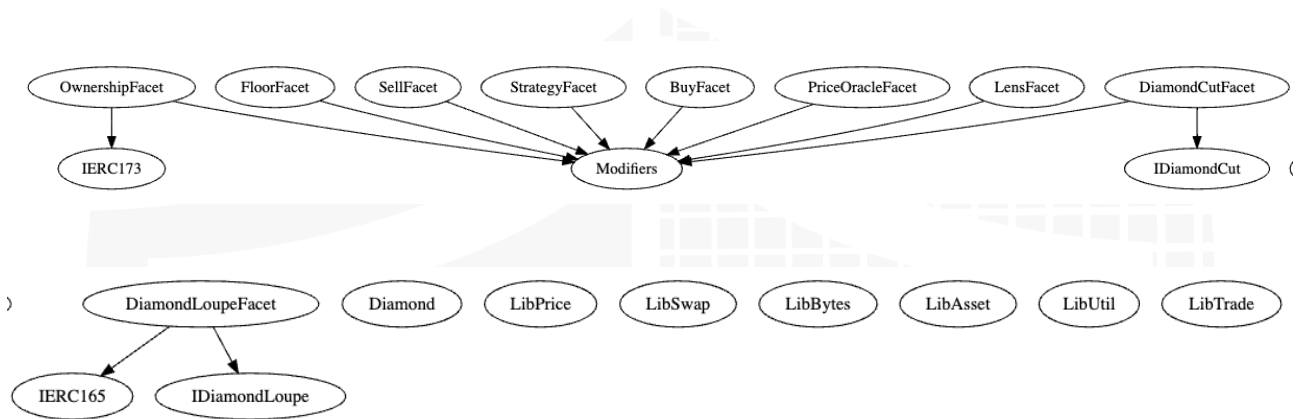 OwnershipFacet FloorFacet SellFacet StrategyFacet BuyFacet PriceOracleFacet LensFacet DiamondCutFacet
IERC173 Modifiers IDiamondCut
DiamondLoupeFacet Diamond LibPrice LibSwap LibBytes LibAsset LibUtil LibTrade
IERC165 IDiamondLoupe